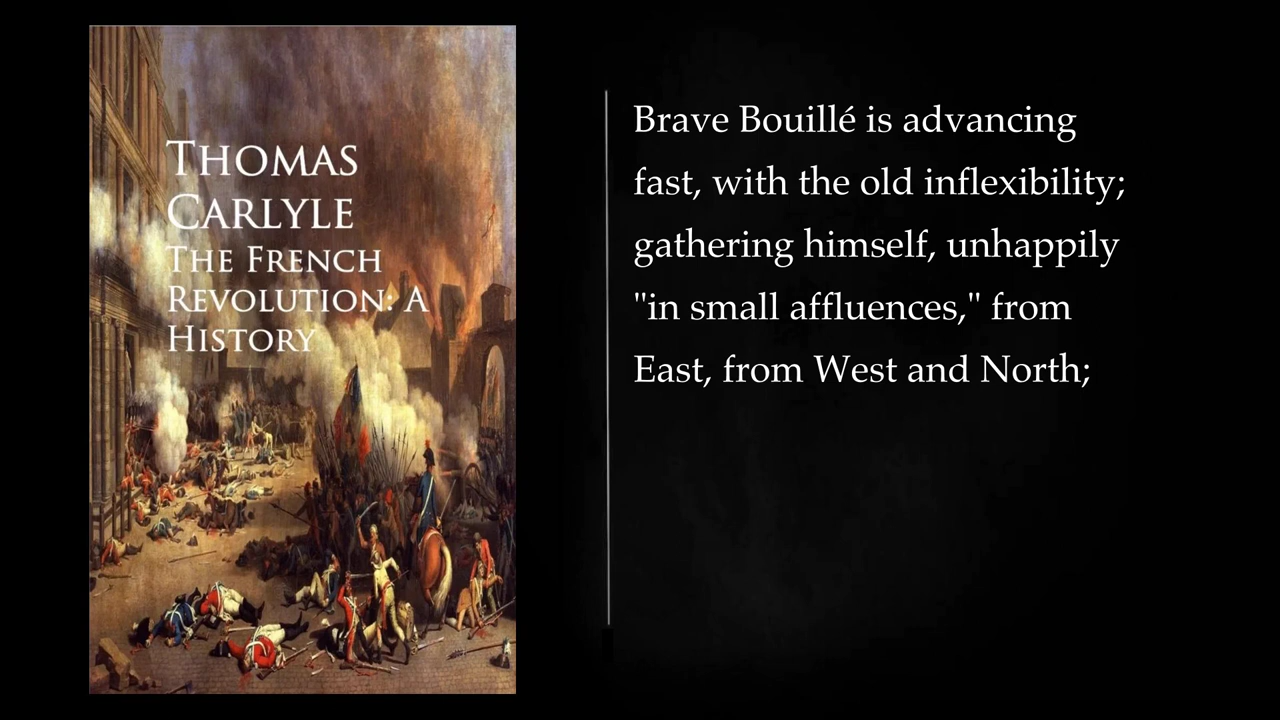 THOMAS
CARLYLE
THE FRENCH
REVOLUTION: A
HISTORY
Brave Bouillé is advancing
fast, with the old inflexibility;
gathering himself, unhappily
"in small affluences," from
East, from West and North;